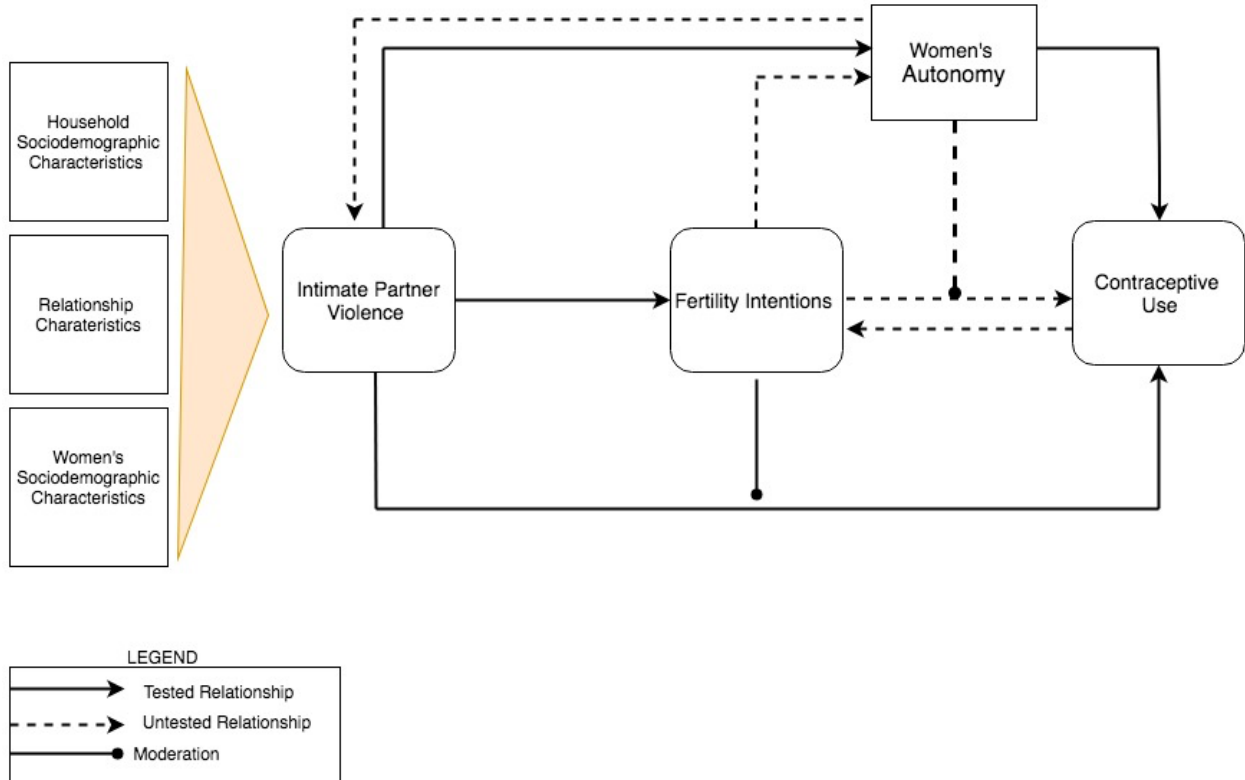 Women's
Autonomy
Household
Sociodemographic
Characteristics
Relationship
Charateristics
Women's
Sociodemographic
Characteristics
Intimate Partner
Violence
Fertility Intentions
Contraceptive
Use
LEGEND
Tested Relationship
Untested Relationship
Moderation